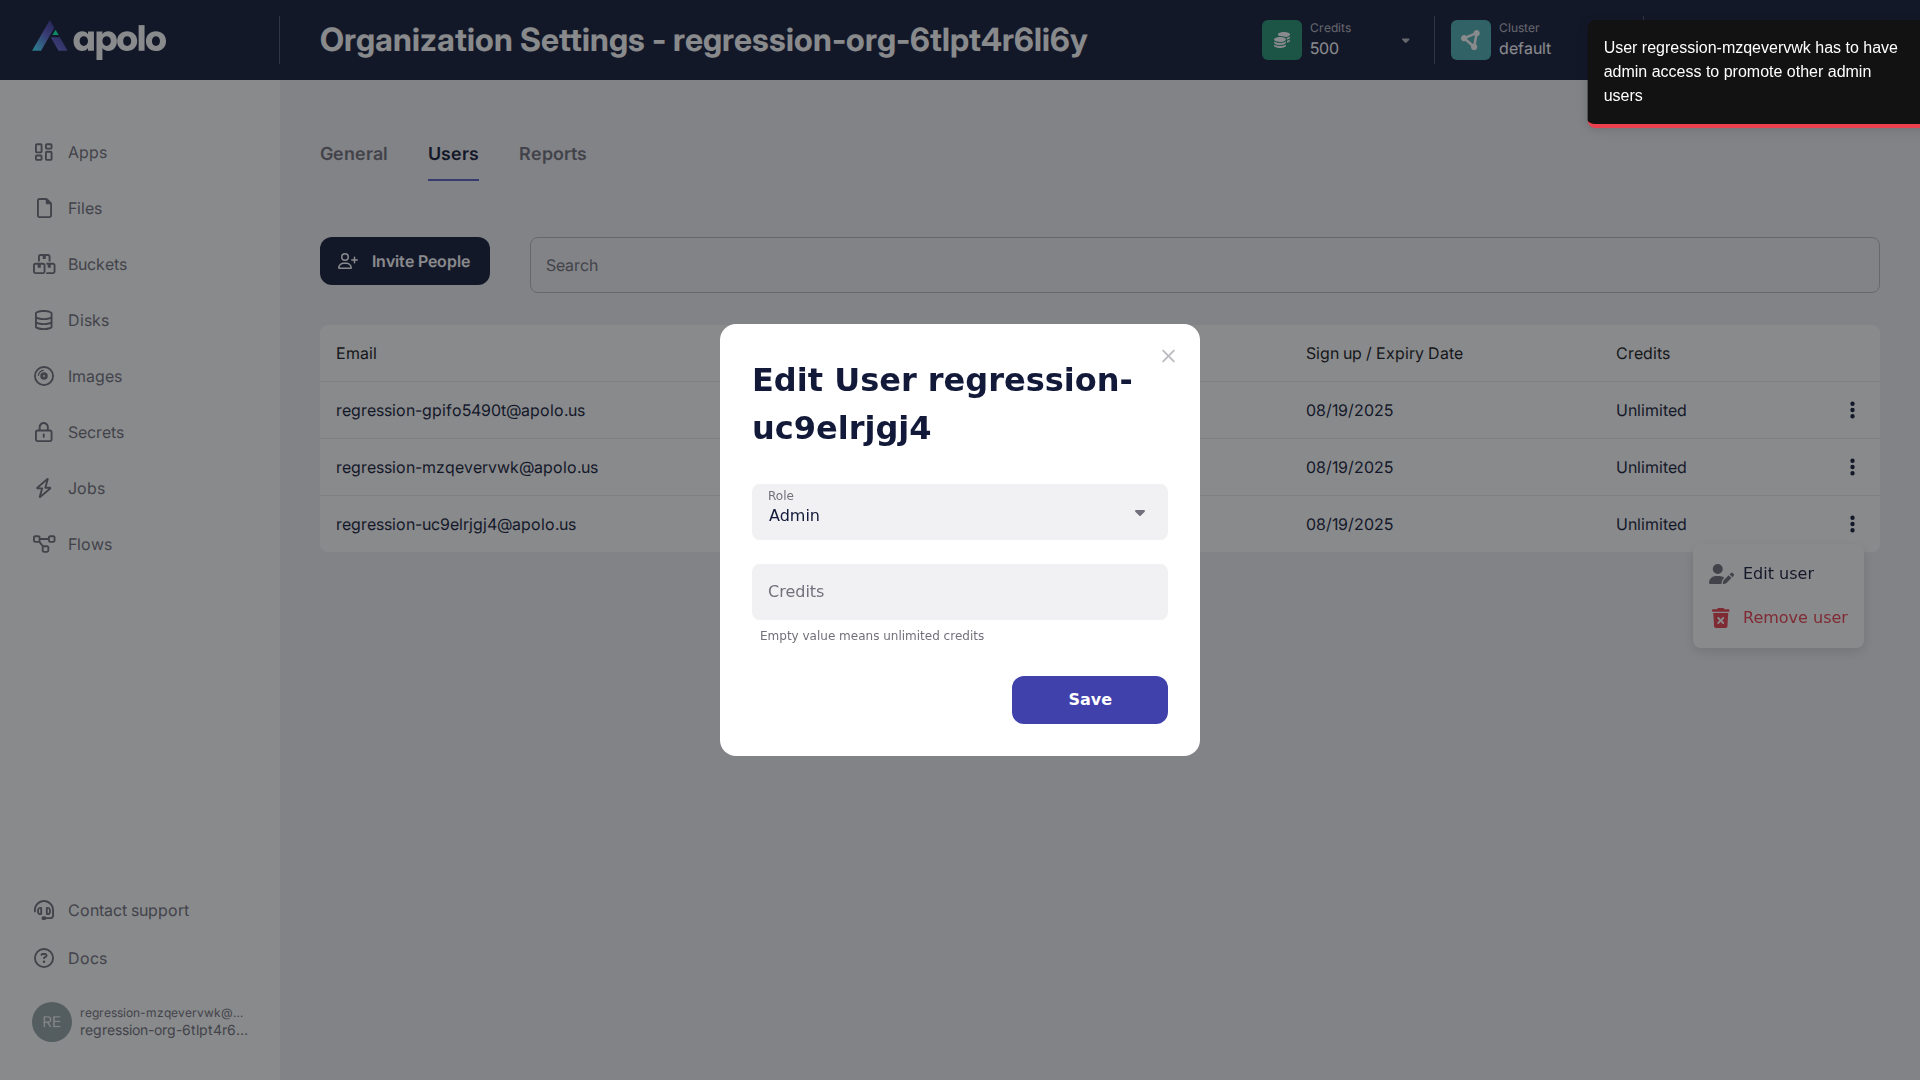 apolo
Organization Settings - regression-org-6tlpt4r6li6y
Credits
500
Cluster
default
User regression-mzqevervwk has to have
admin access to promote other admin
users
Apps
Files
Buckets
Disks
Images
Secrets
Jobs
Flows
Contact support
Docs
RE
regression-mzqevervwk@...
regression-org-6tlpt4r6...
General
Users
Reports
Invite People
Search
Email
Sign up / Expiry Date
Credits
regression-gpifo5490t@apolo.us
08/19/2025
Unlimited
regression-mzqevervwk@apolo.us
08/19/2025
Unlimited
regression-uc9elrjgj4@apolo.us
08/19/2025
Unlimited
Edit user
Remove user
Edit User regression-
uc9elrjgj4
Role
Admin
Credits
Empty value means unlimited credits
Save